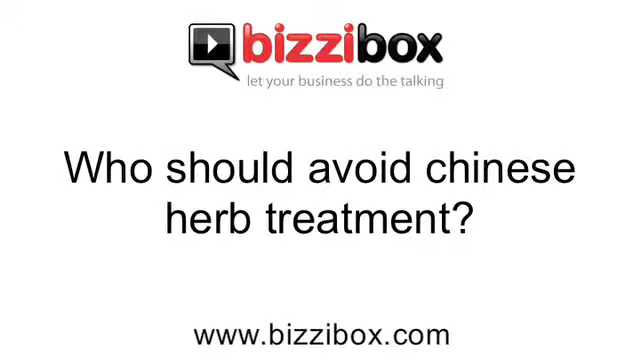 bizzibox
let your business do the talking
Who should avoid chinese
herb treatment?
www.bizzibox.com